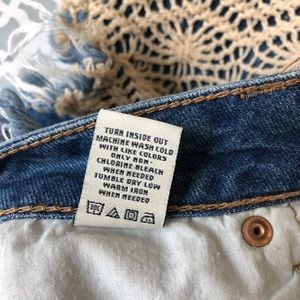 TURN INSIDE OUT
MACHINE WASH COLD
WITH LIKE COLORS
ONLY NON-
CHLORINE BLEACH
WHEN NEEDED
TUMBLE DRY LOW
WARM IRON
WHEN NEEDED